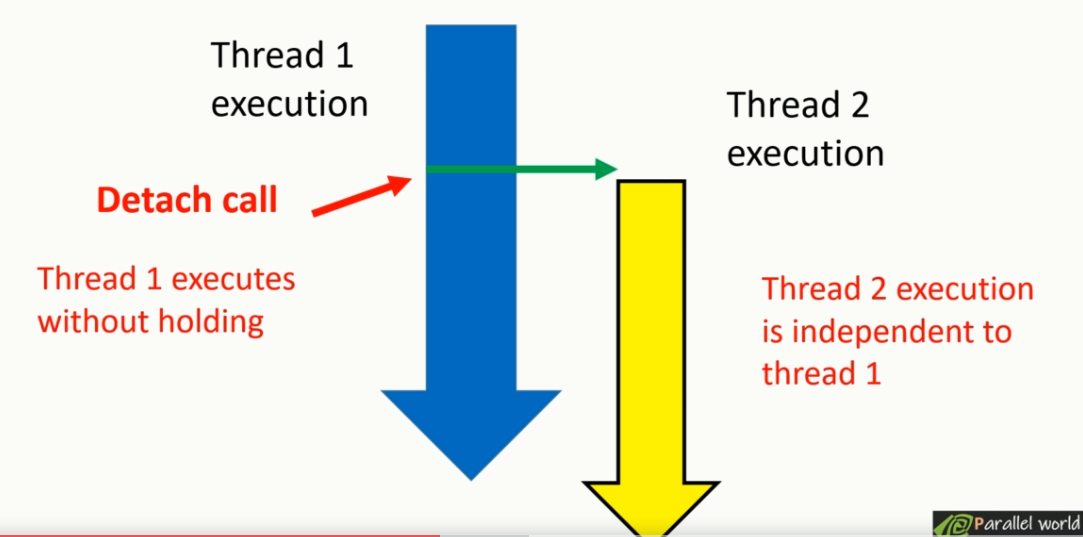 Thread 1
execution
Thread 2
execution
Detach call
Thread 1 executes
without holding
Thread 2 execution
is independent to
thread 1
Parallel world